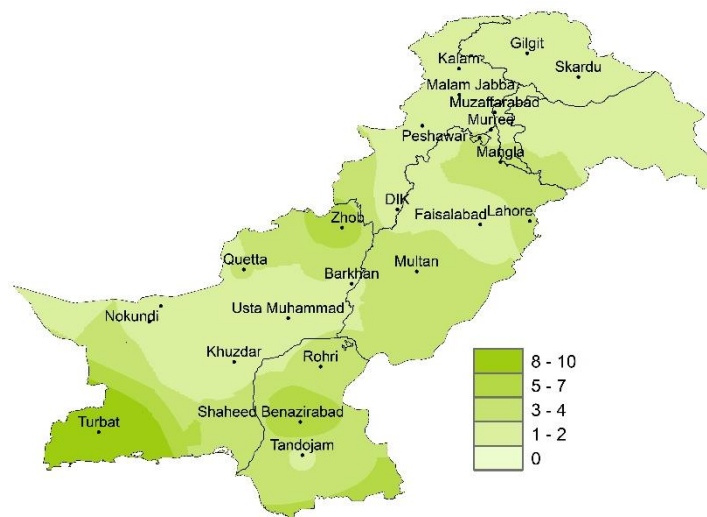 Gilgit
Kalam
Skardu
Malam Jabba
Muzaffarabad
Murree
Peshawar
Mangla
DIK
Faisalabad
Lahore
Zhob
Quetta
Barkhan
Multan
Nokundi
Usta Muhammad
Khuzdar
Rohri
8 - 10
5 - 7
3 - 4
1 - 2
0
Shaheed Benazirabad
Turbat
Tandojam